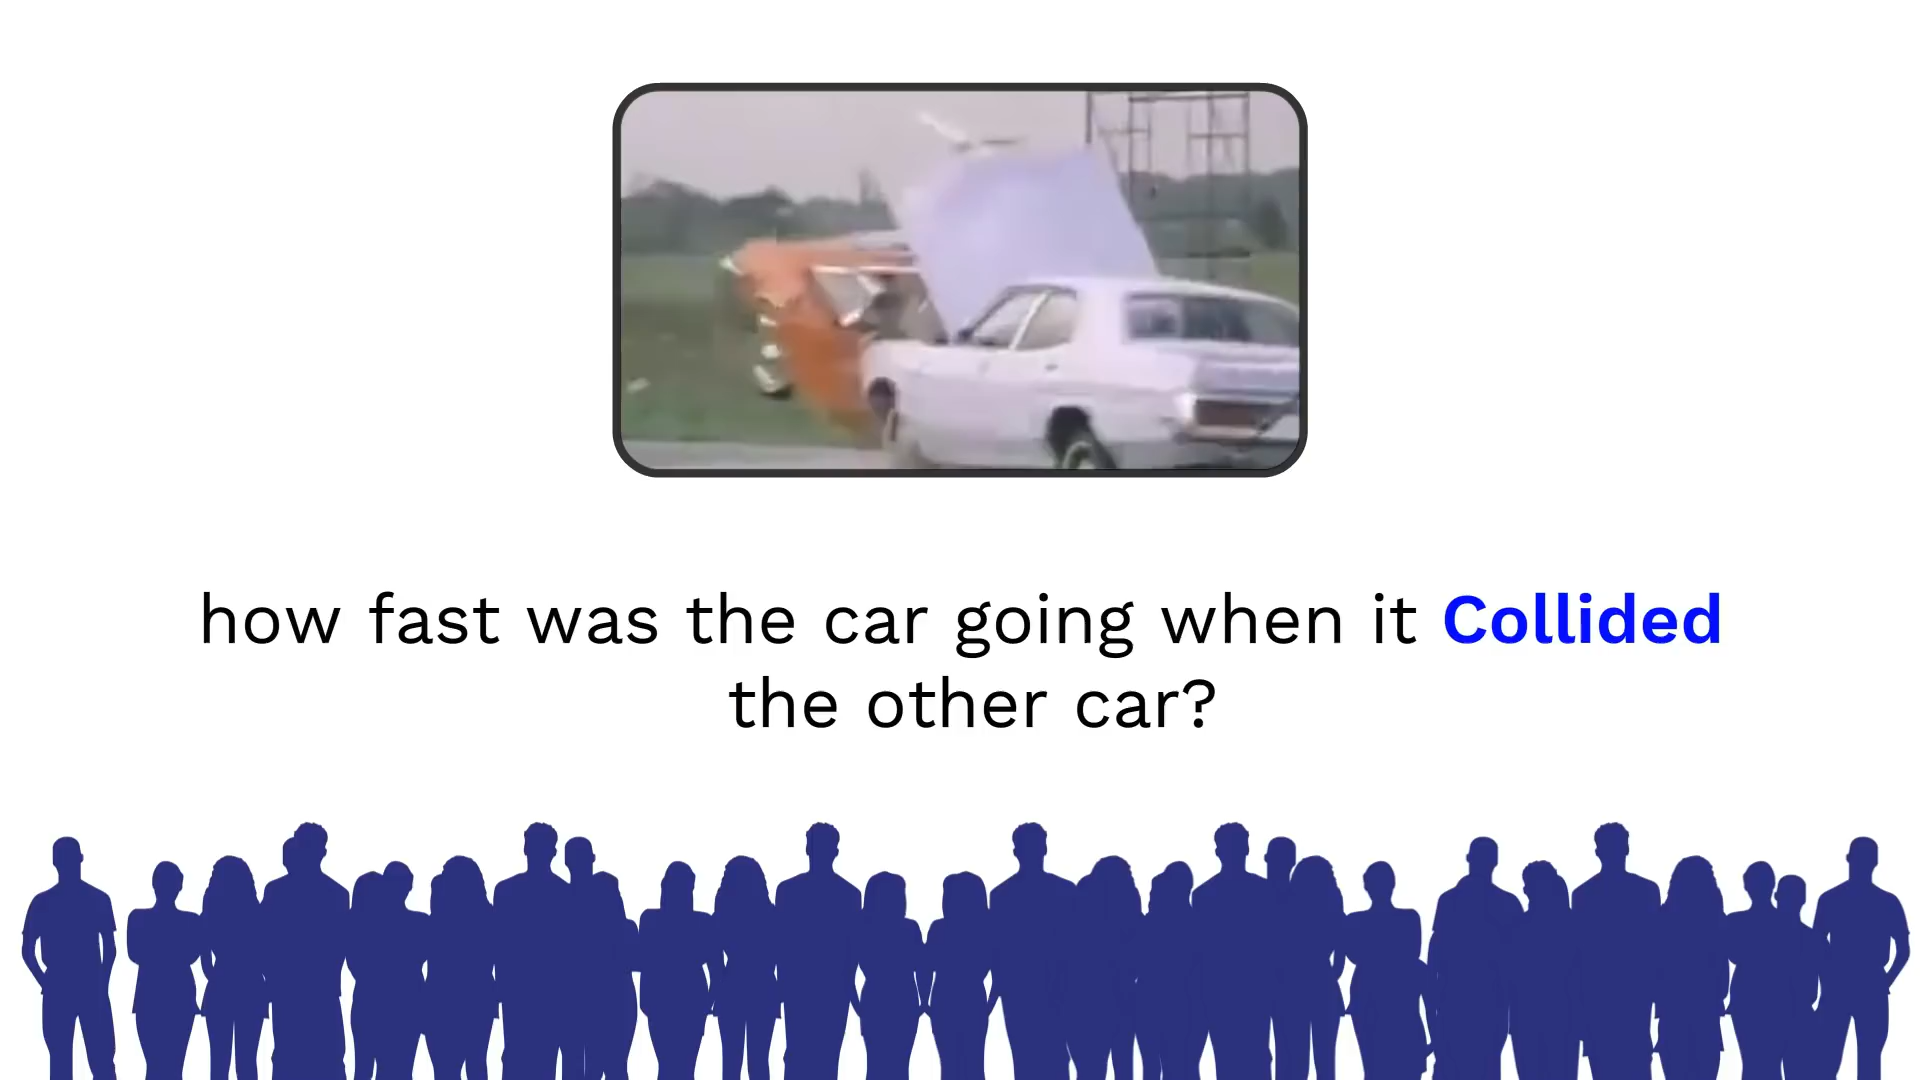 how fast was the car going when it Collided
the other car?